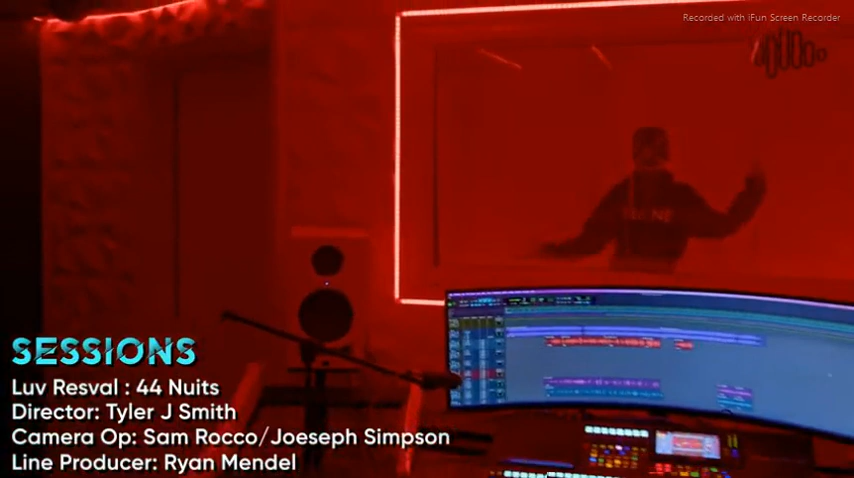 Recorded with iFun Screen Recorder
SESSIONS
Luv Resval : 44 Nuits
Director: Tyler J Smith
Camera Op: Sam Rocco/Joeseph Simpson
Line Producer: Ryan Mendel